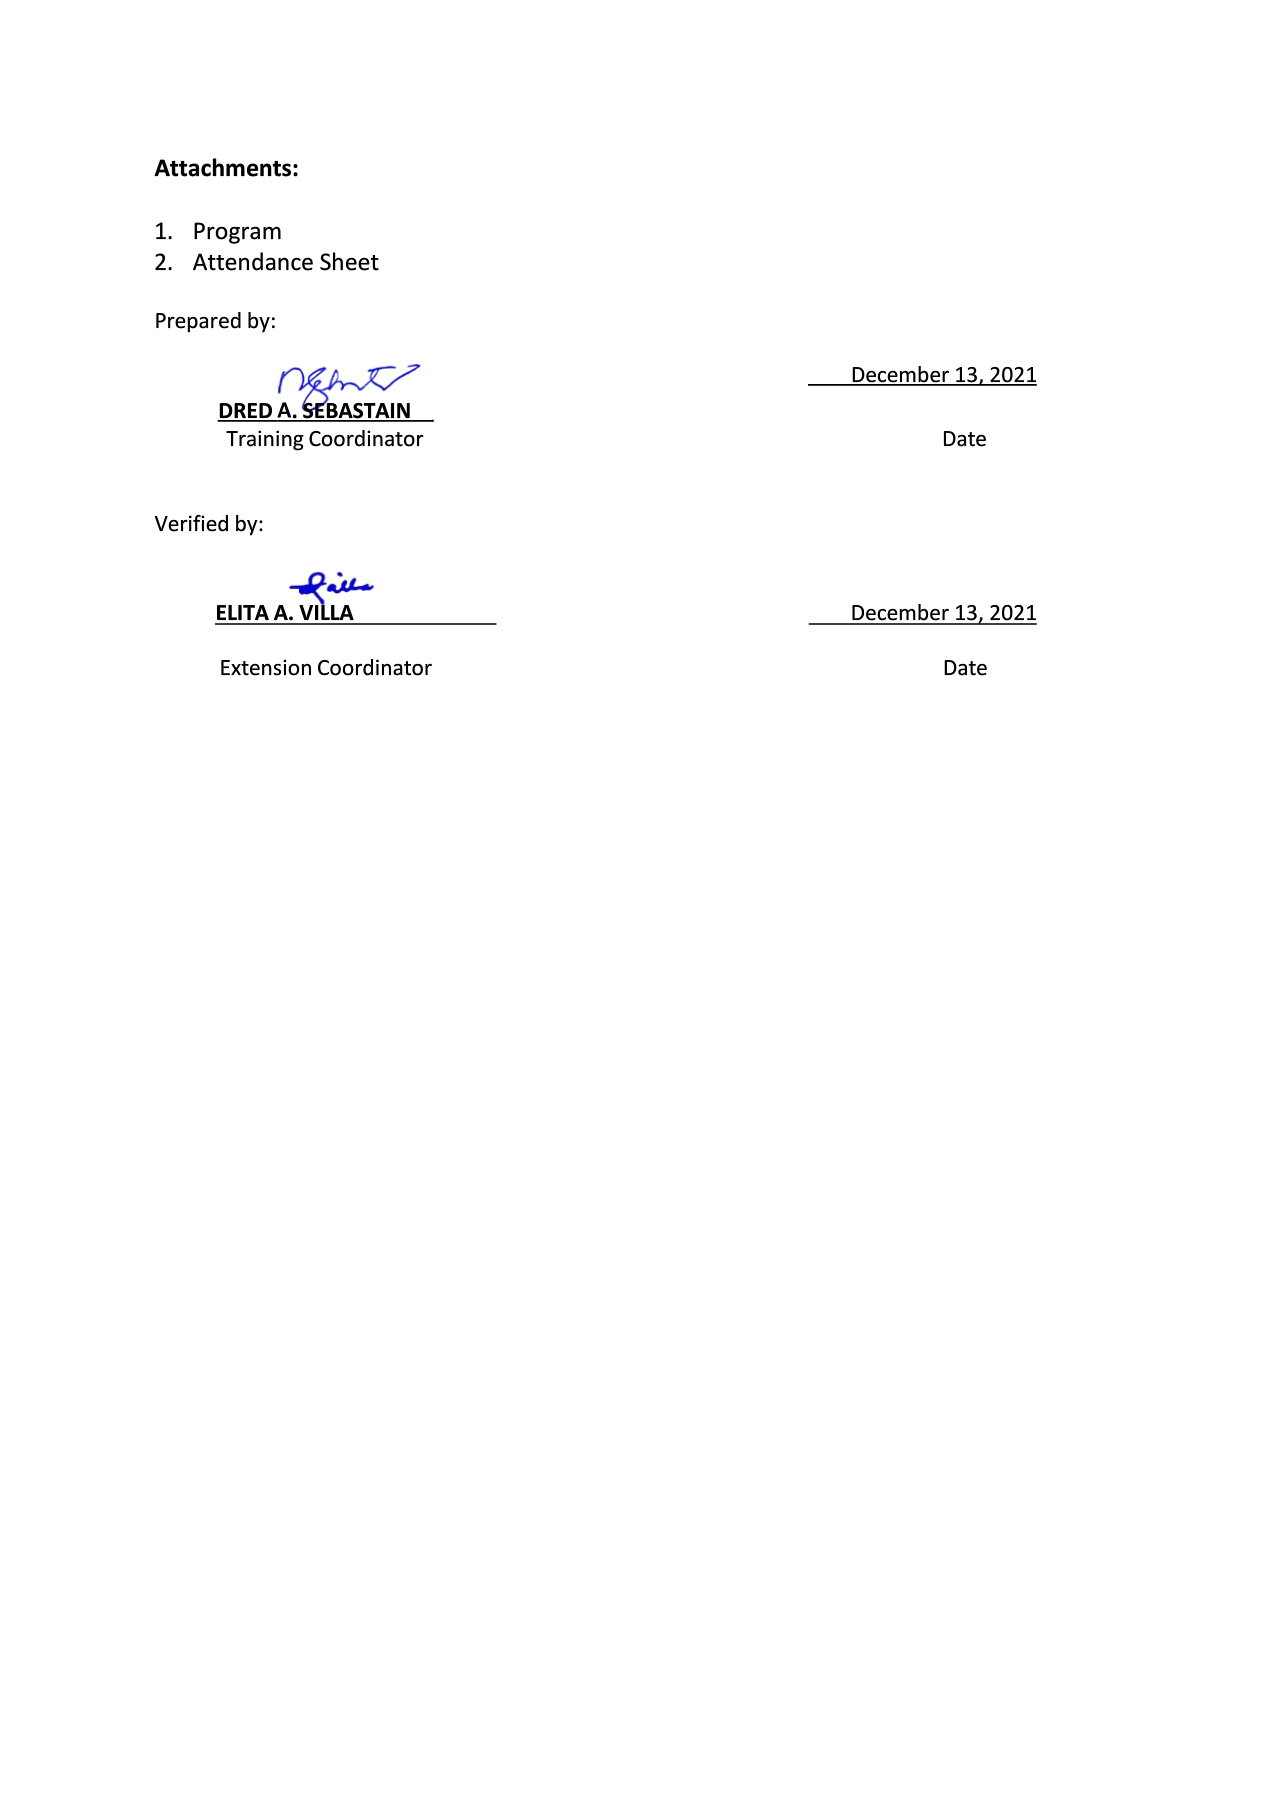 Attachments:
1. Program
2. Attendance Sheet
Prepared by:
December 13, 2021
DRED A. SEBASTAIN
Training Coordinator Date
Verified by:
ELITA A. VILLA December 13, 2021
Extension Coordinator Date